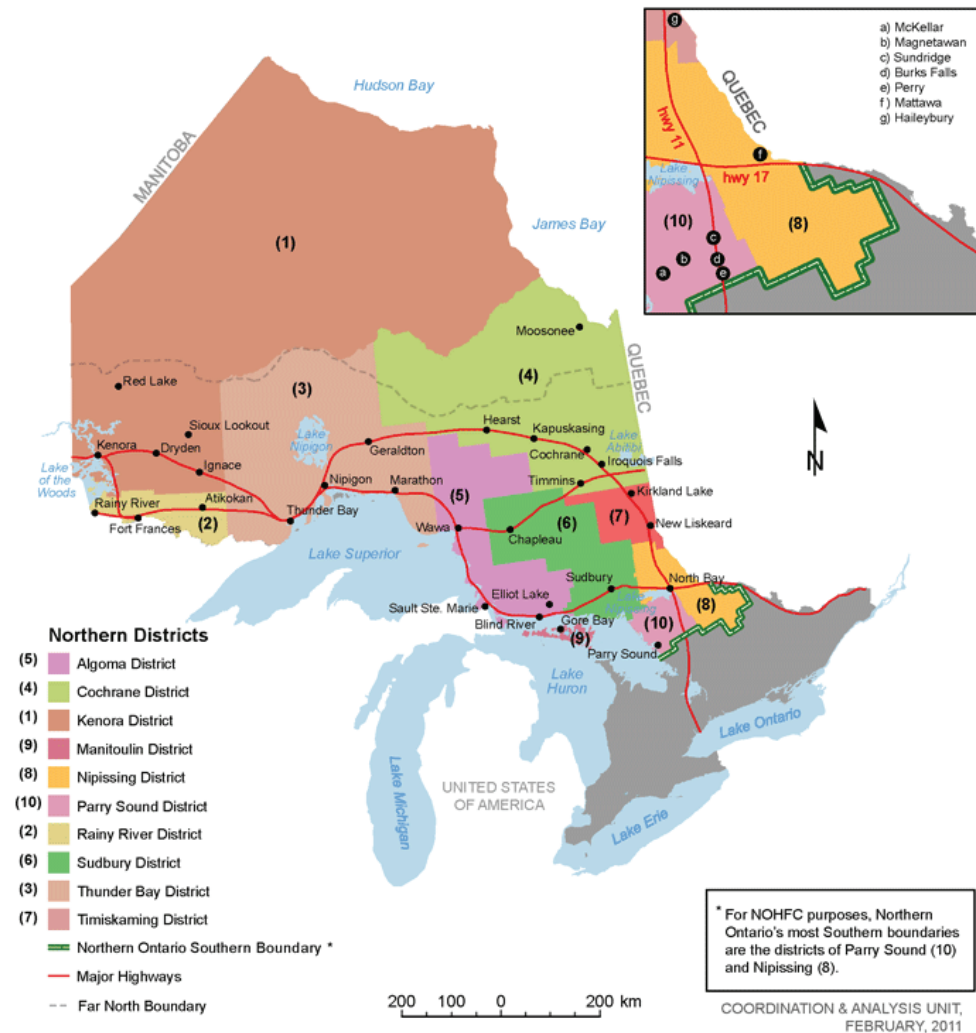 Hudson Bay
MANITOBA
(1)
James Bay
Moosonee
QUEBEC
(3)
(4)
Red Lake
Sioux Lookout
Lake
Nipigon
Hearst
Kapuskasing
Lake
Abitibi
Kenora
Dryden
Geraldton
Cochrane
Iroquois Falls
Lake
of the
Woods
Ignace
Nipigon
Marathon
Timmins
Kirkland Lake
Rainy River
Atikokan
(5)
(2)
Fort Frances
Thunder Bay
Wawa
(6)
(7)
New Liskeard
Chapleau
Lake Superior
Sudbury
North Bay
Elliot Lake
Lake
Nipissing
(8)
Sault Ste. Marie
Blind River
Gore Bay
(10)
(9)
Parry Sound
Lake
Huron
Lake Ontario
Lake Michigan
UNITED STATES
OF AMERICA
Lake Erie
g
a) McKellar
b) Magnetawan
c) Sundridge
d) Burks Falls
e) Perry
f) Mattawa
g) Haileybury
QUEBEC
hwy 11
f
Lake
Nipissing
hwy 17
(10)
(8)
c
b
d
a
e
N
Northern Districts
(5) Algoma District
(4) Cochrane District
(1) Kenora District
(9) Manitoulin District
(8) Nipissing District
(10) Parry Sound District
(2) Rainy River District
(6) Sudbury District
(3) Thunder Bay District
(7) Timiskaming District
Northern Ontario Southern Boundary *
Major Highways
Far North Boundary
200 100 0 200 km
* For NOHFC purposes, Northern
Ontario's most Southern boundaries
are the districts of Parry Sound (10)
and Nipissing (8).
COORDINATION & ANALYSIS UNIT,
FEBRUARY, 2011